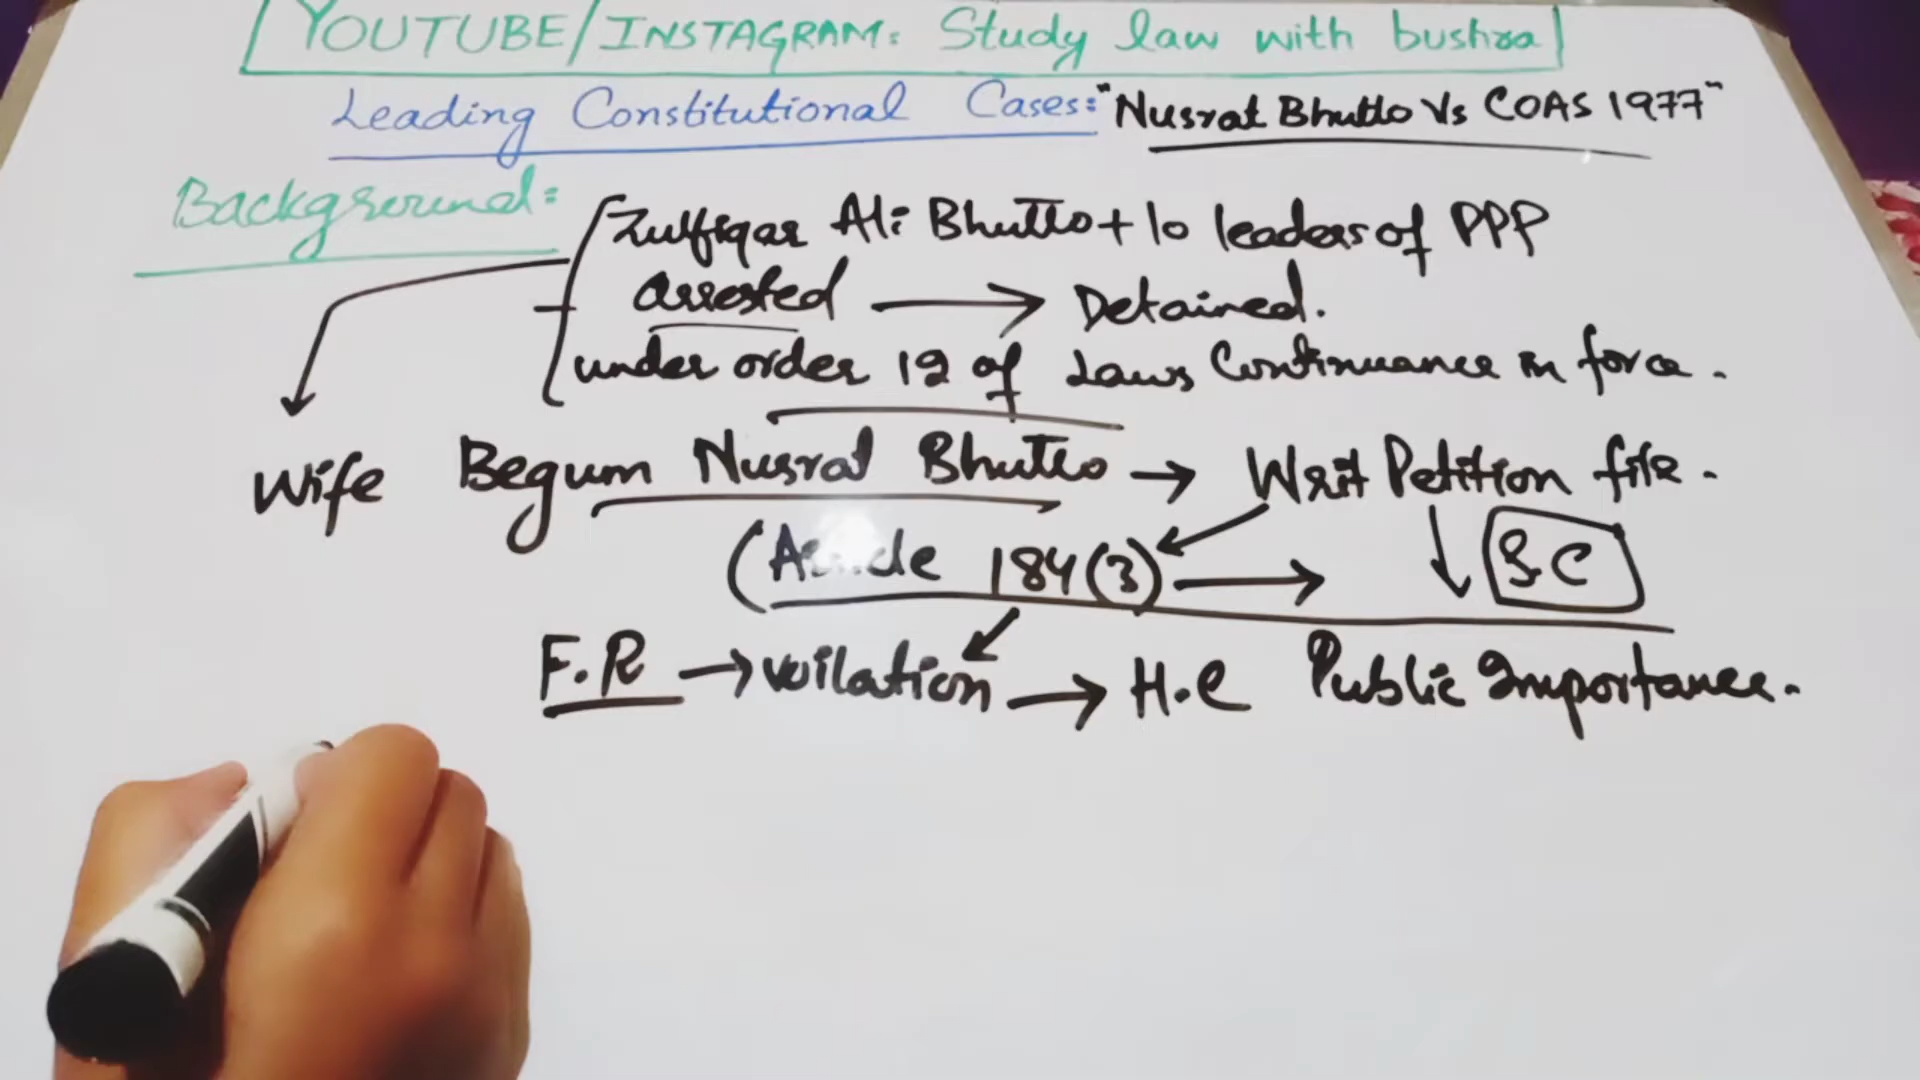 YOUTUBE/INSTAGRAM: Study law with bushra
Leading Constitutional Cases: "Nusrat Bhutto Vs COAS 1977"
Background:
Zulfiqar Ali Bhutto + 10 leaders of PPP
arrested → Detained.
under order 12 of Laws Continuance in force.
Wife Begum Nusrat Bhutto → Writ Petition file.
(Article 184(3) → SC
F.R → voilation → H.C Public Importance.